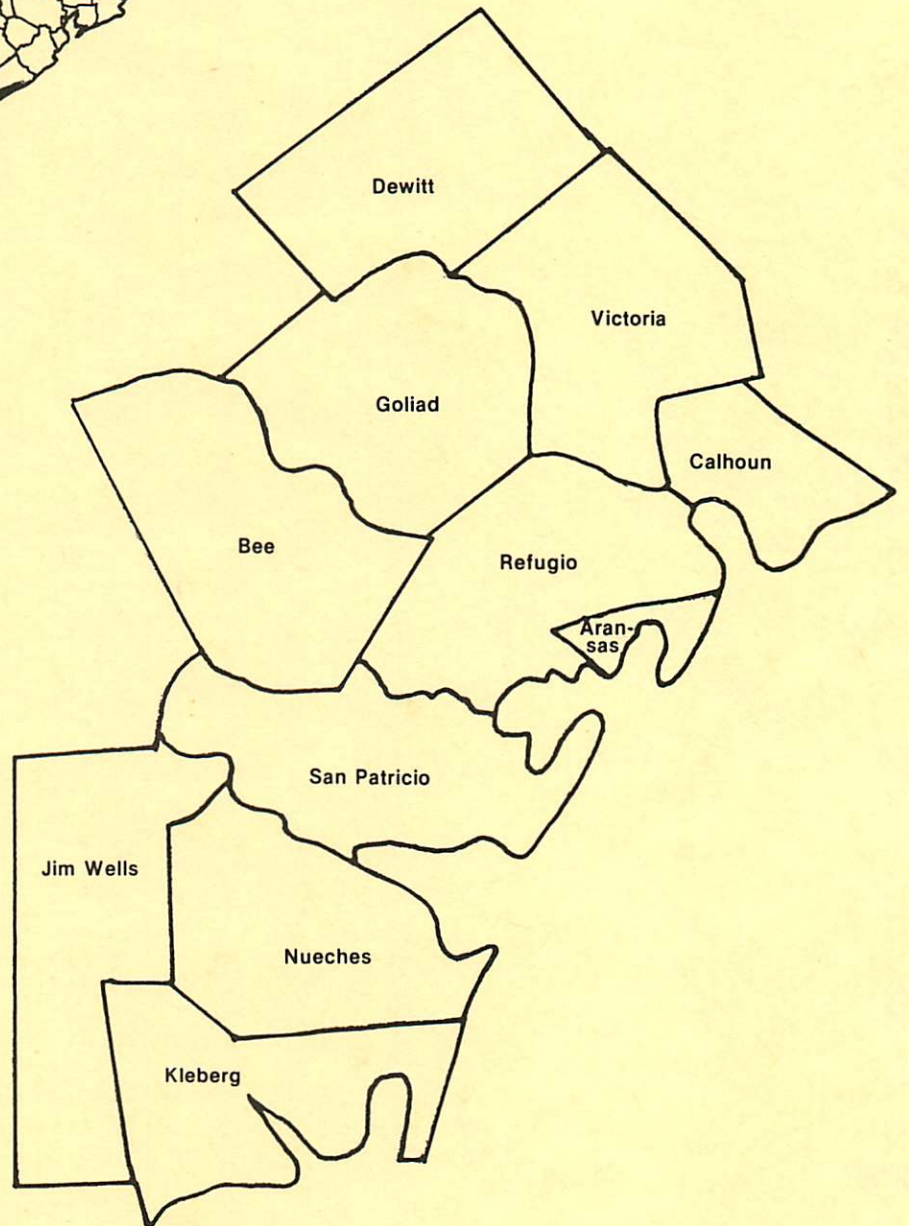 Dewitt
Victoria
Goliad
Calhoun
Bee
Refugio
Aran-
sas
San Patricio
Jim Wells
Nueches
Kleberg